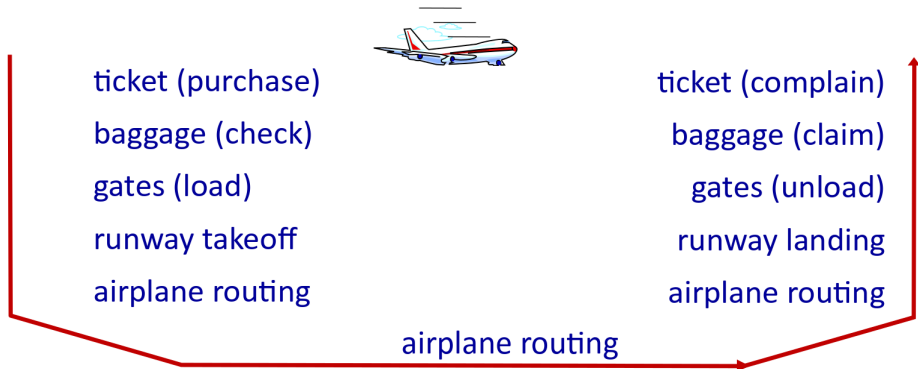 ticket (purchase)
baggage (check)
gates (load)
runway takeoff
airplane routing
ticket (complain)
baggage (claim)
gates (unload)
runway landing
airplane routing
airplane routing